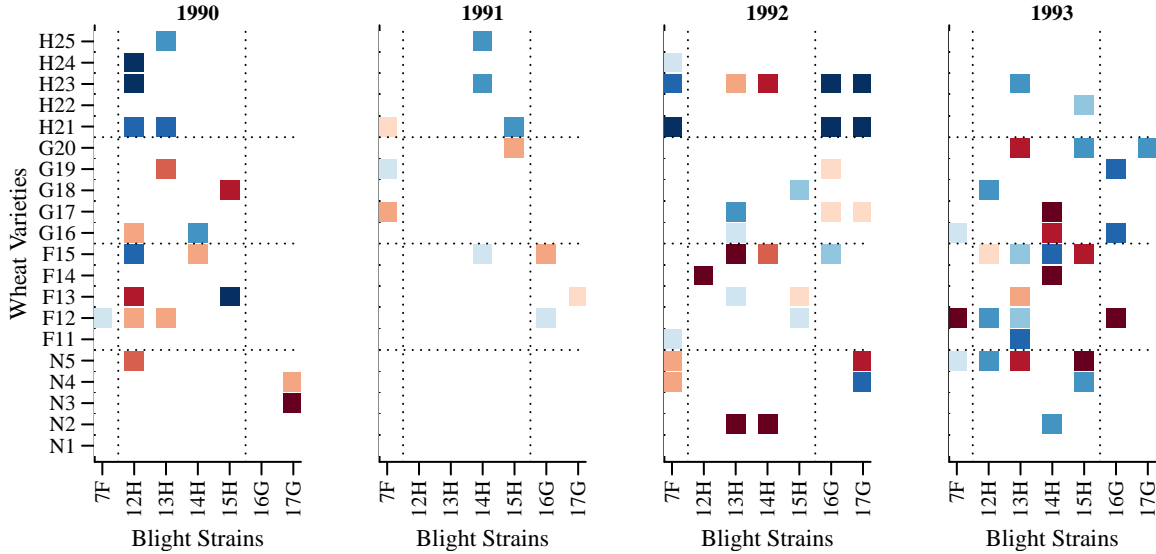 1990 1991 1992 1993
Wheat Varieties
H25
H24
H23
H22
H21
G20
G19
G18
G17
G16
F15
F14
F13
F12
F11
N5
N4
N3
N2
N1
7F 12H 13H 14H 15H 16G 17G 7F 12H 13H 14H 15H 16G 17G 7F 12H 13H 14H 15H 16G 17G 7F 12H 13H 14H 15H 16G 17G
Blight Strains Blight Strains Blight Strains Blight Strains